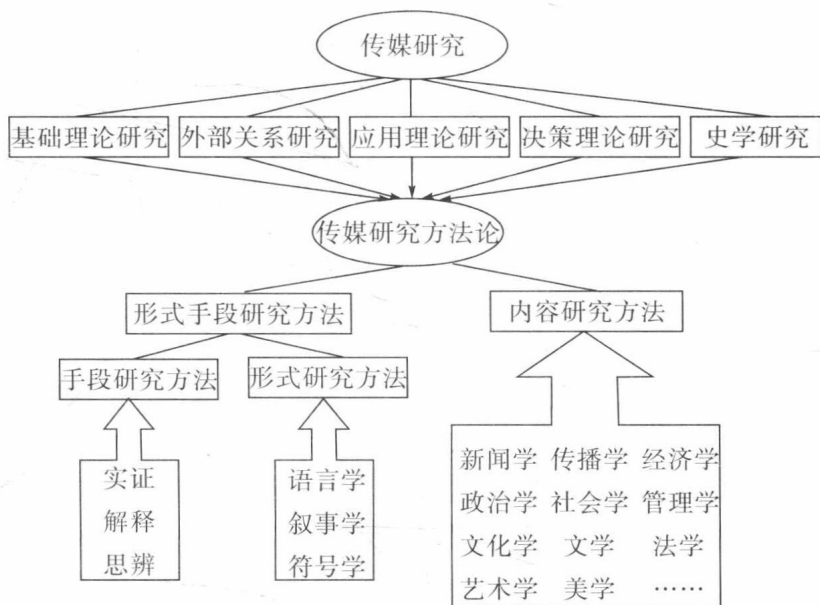 传媒研究
基础理论研究 外部关系研究 应用理论研究 决策理论研究 史学研究
传媒研究方法论
形式手段研究方法 内容研究方法
手段研究方法 形式研究方法
实证
解释
思辨
语言学
叙事学
符号学
新闻学 传播学 经济学
政治学 社会学 管理学
文化学 文学 法学
艺术学 美学 ……